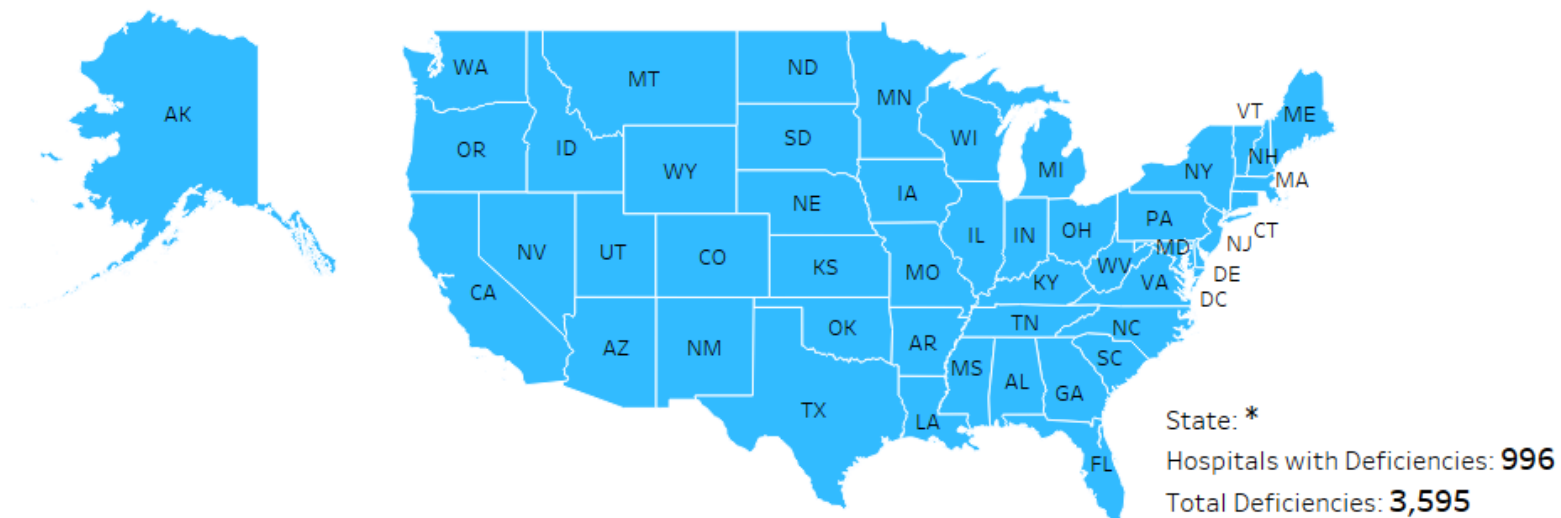 WA
MT
ND
MN
VT
ME
AK
OR
ID
SD
WI
NH
WY
MI
NY
MA
NE
IA
PA
NV
UT
CO
IL
IN
OH
CT
NJ
MD
KS
MO
WV
DE
CA
KY
VA
DC
OK
TN
NC
AZ
NM
AR
SC
MS
AL
GA
TX
LA
FL
State: *
Hospitals with Deficiencies: 996
Total Deficiencies: 3,595